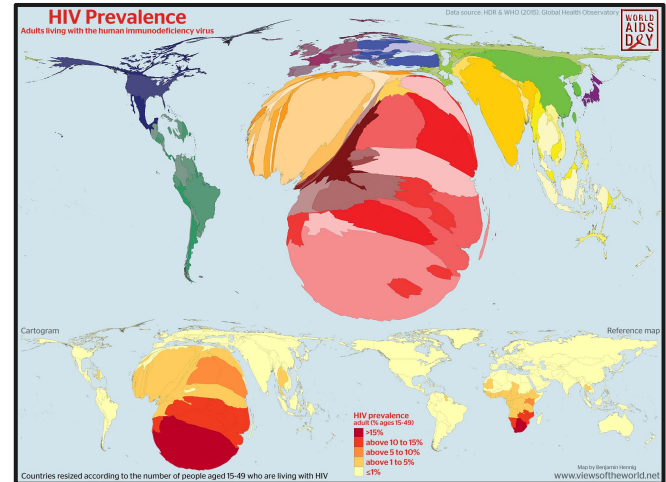 HIV Prevalence
Adults living with the human immunodeficiency virus
Data source: HDR & WHO (2015). Global Health Observatory
WORLD
AIDS
DAY
Cartogram
Reference map
HIV prevalence
adult (% ages 15-49)
>15%
above 10 to 15%
above 5 to 10%
above 1 to 5%
≤1%
Map by Benjamin Hennig
Countries resized according to the number of people aged 15-49 who are living with HIV
www.viewsoftheworld.net